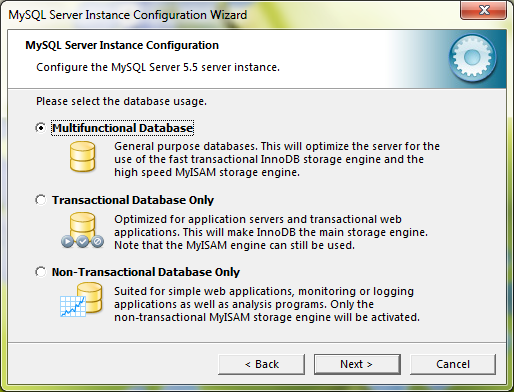 MySQL Server Instance Configuration Wizard
MySQL Server Instance Configuration
Configure the MySQL Server 5.5 server instance.
Please select the database usage.
Multifunctional Database
General purpose databases. This will optimize the server for the
use of the fast transactional InnoDB storage engine and the
high speed MyISAM storage engine.
Transactional Database Only
Optimized for application servers and transactional web
applications. This will make InnoDB the main storage engine.
Note that the MyISAM engine can still be used.
Non-Transactional Database Only
Suited for simple web applications, monitoring or logging
applications as well as analysis programs. Only the
non-transactional MyISAM storage engine will be activated.
< Back
Next >
Cancel